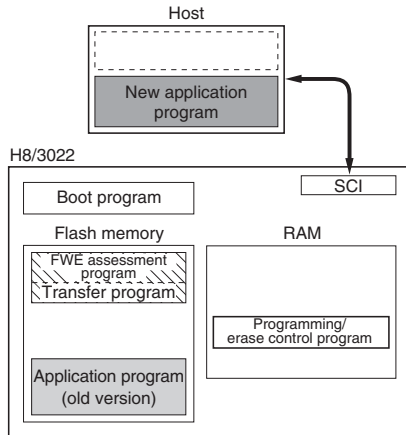 Host
New application
program
H8/3022
SCI
Boot program
Flash memory
RAM
FWE assessment
program
Transfer program
Programming/
erase control program
Application program
(old version)